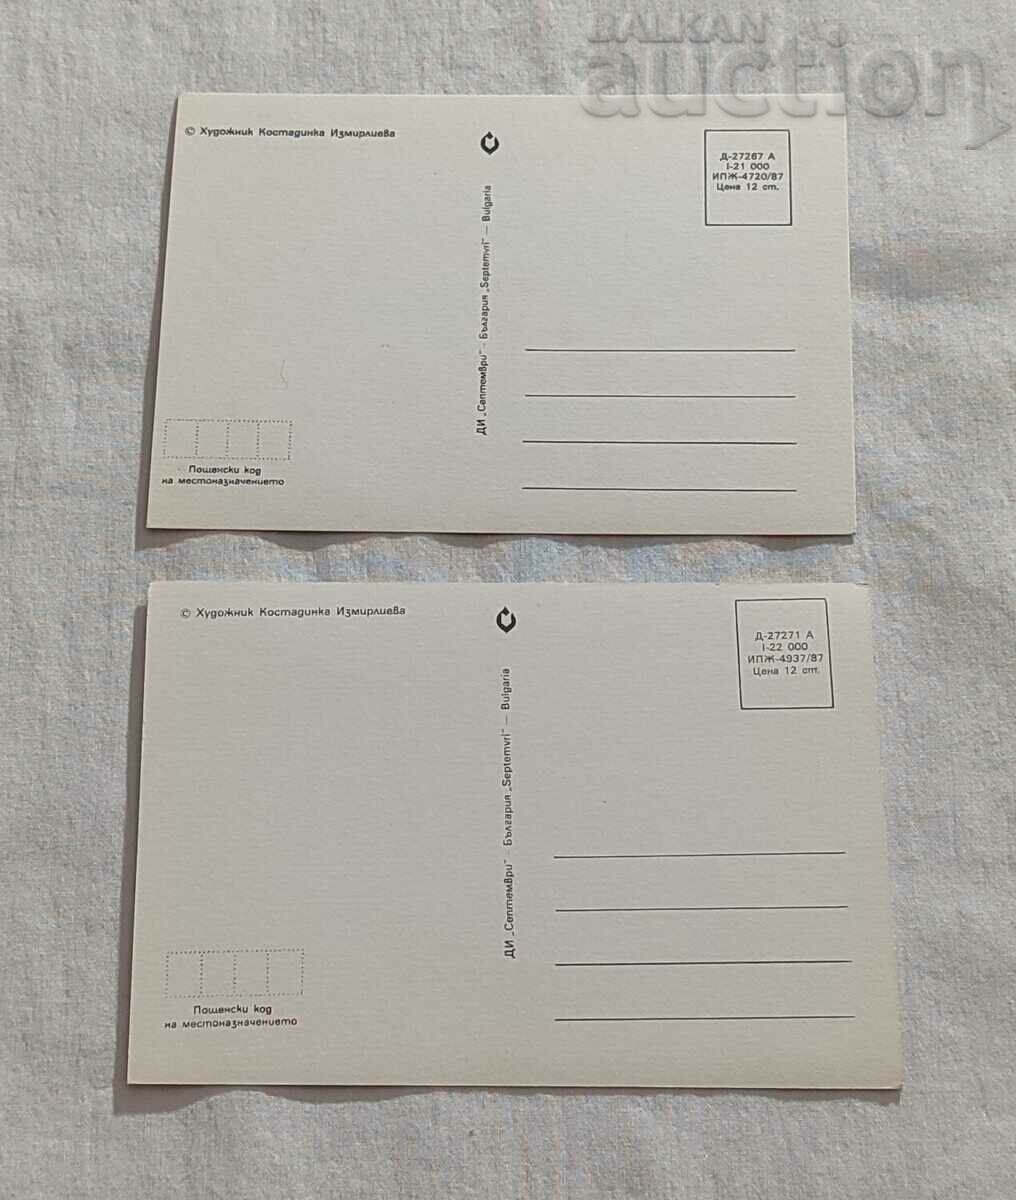 BALKAN
auction
© Художник Костадинка Измирлиева
Д-27267 А
I-21 000
ИПЖ-4720/87
Цена 12 ст.
ДИ „Септември" - България „Septemvri" — Bulgaria
Пощенски код
на местоназначението
© Художник Костадинка Измирлиева
Д-27271 А
I-22 000
ИПЖ-4937/87
Цена 12 ст.
ДИ „Септември" - България „Septemvri" — Bulgaria
Пощенски код
на местоназначението